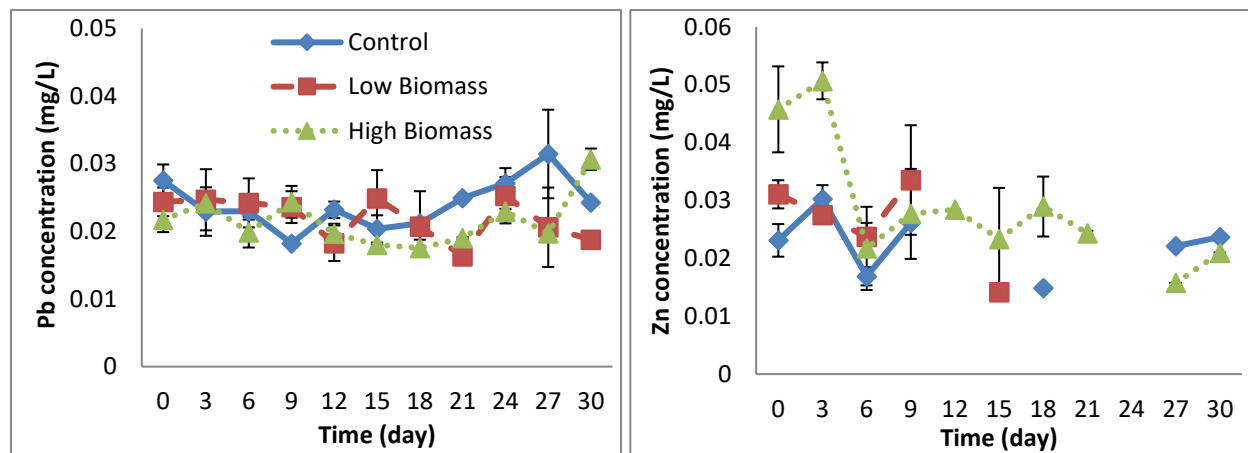 Pb concentration (mg/L)
0.05
0.04
0.03
0.02
0.01
0
Control
Low Biomass
High Biomass
0 3 6 9 12 15 18 21 24 27 30
Time (day)
Zn concentration (mg/L)
0.06
0.05
0.04
0.03
0.02
0.01
0
0 3 6 9 12 15 18 21 24 27 30
Time (day)